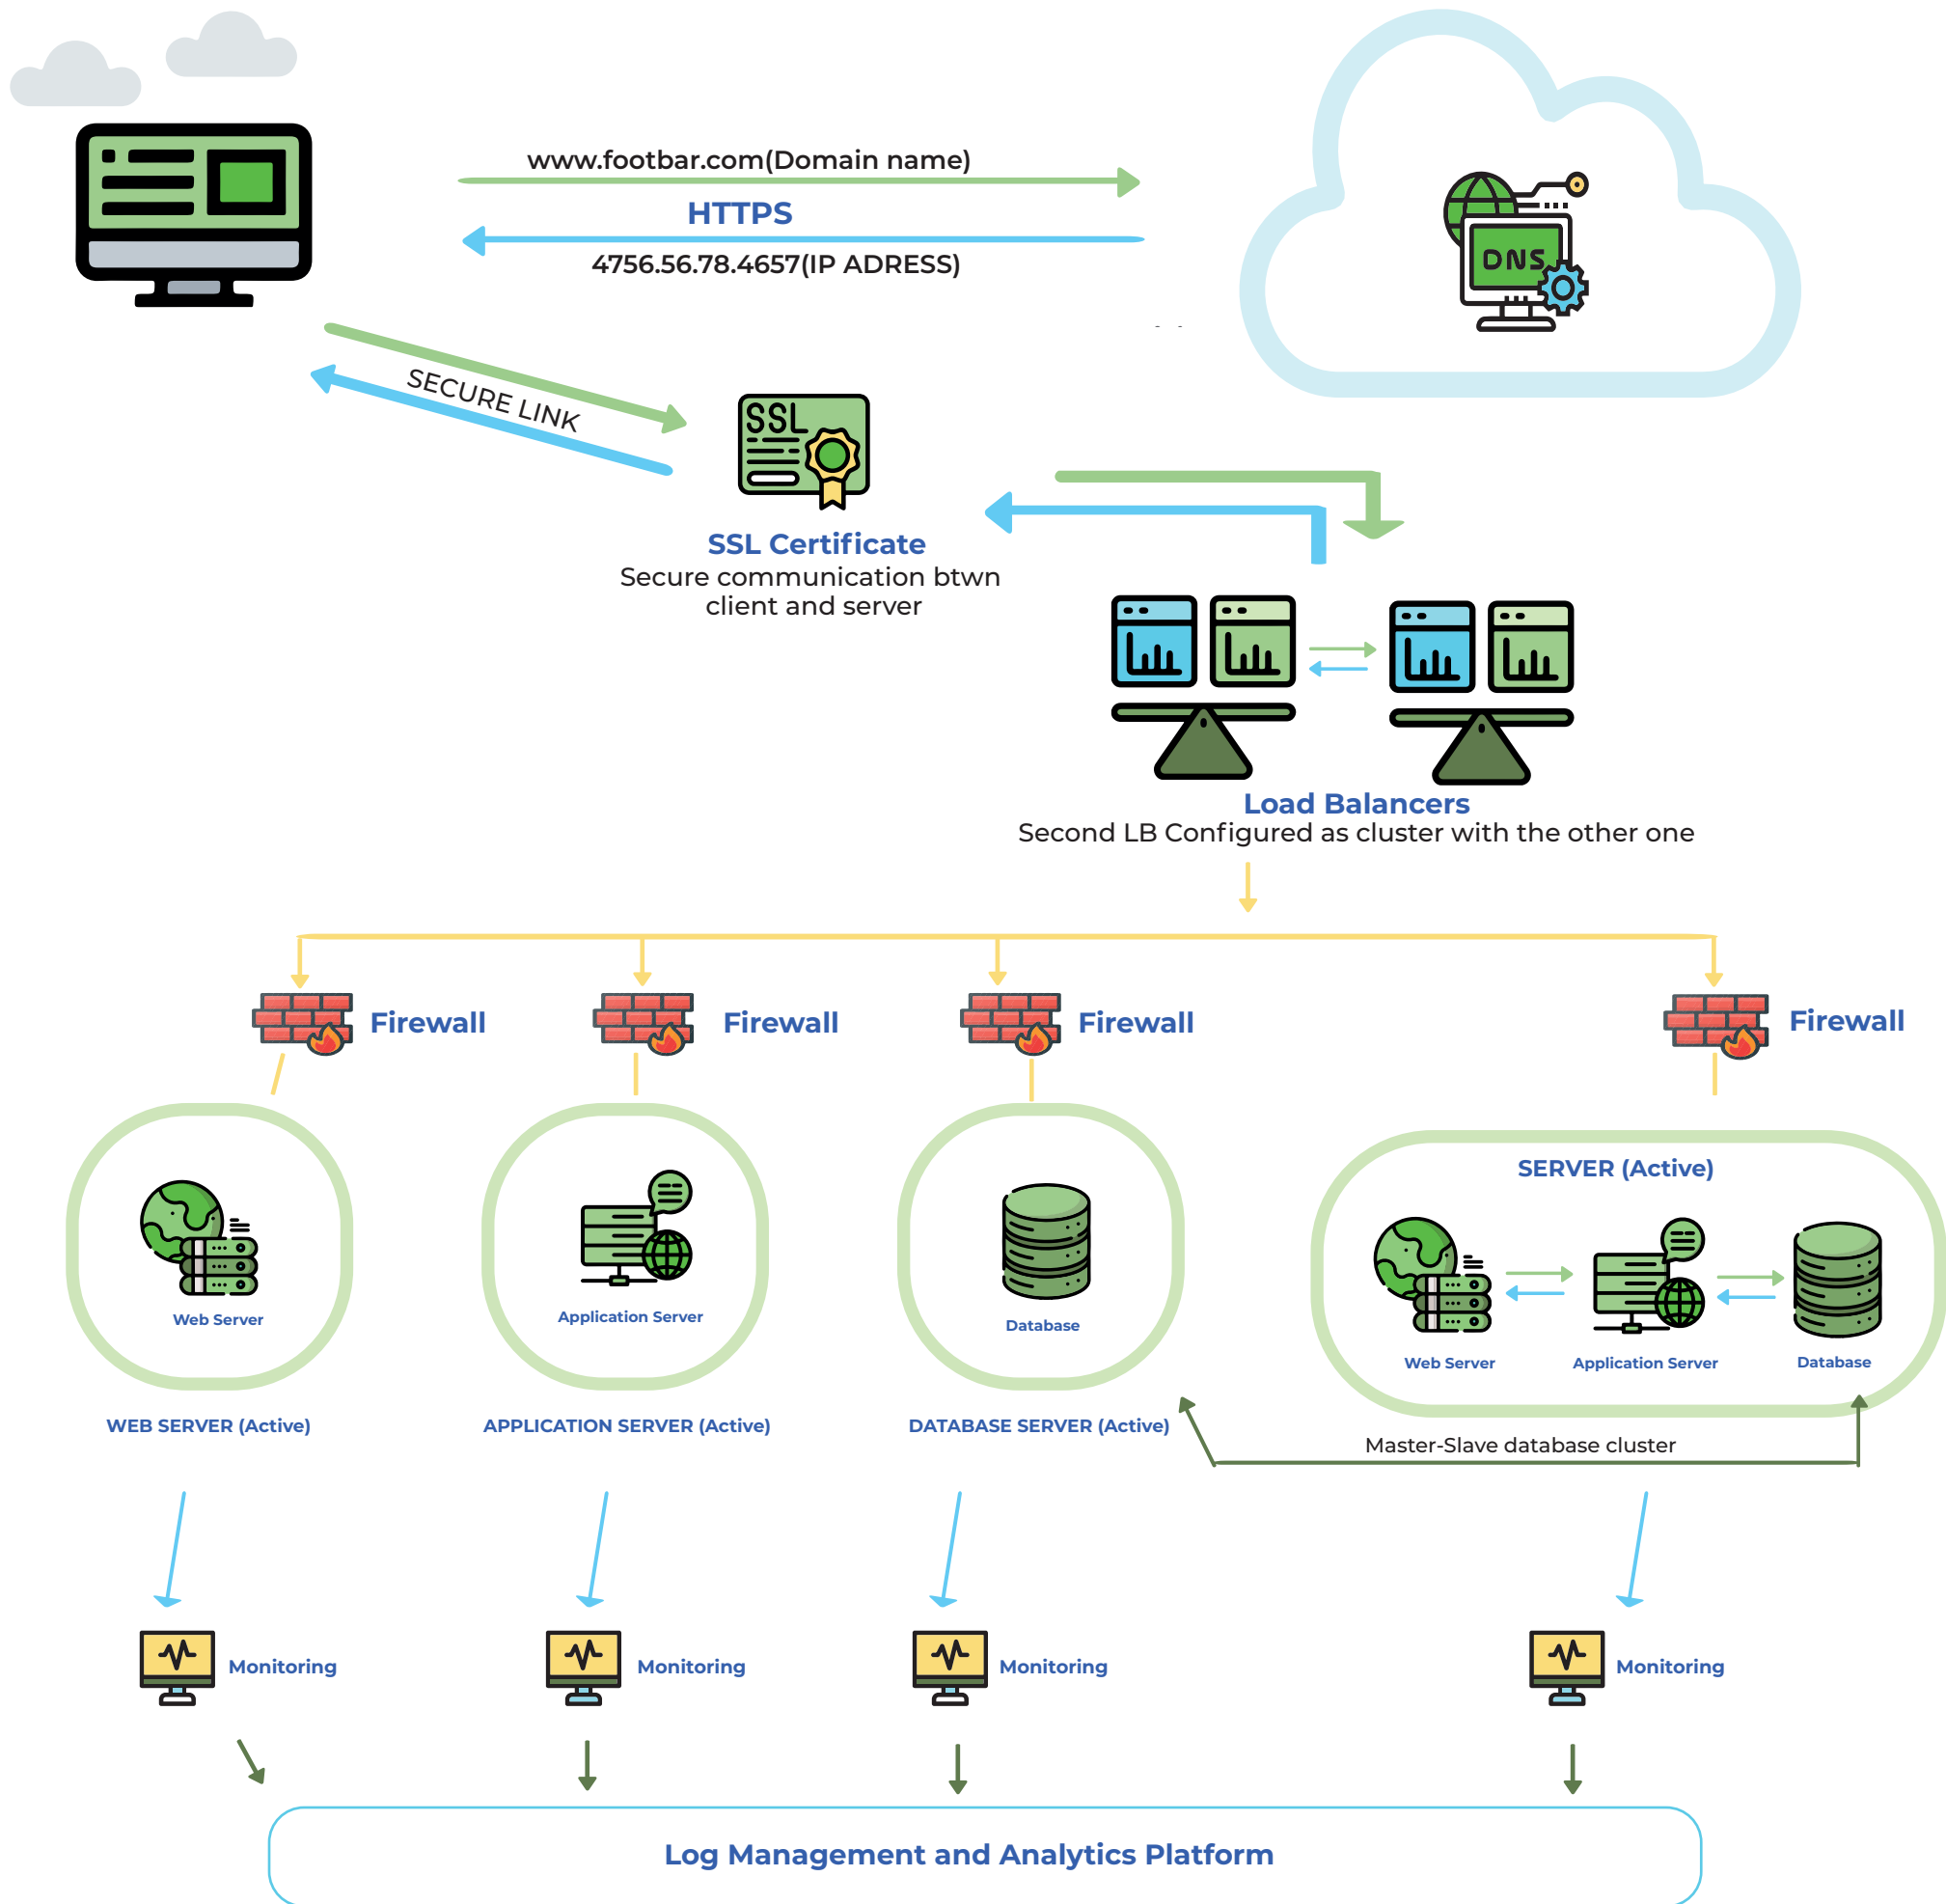 www.footbar.com(Domain name)
HTTPS
4756.56.78.4657(IP ADRESS)
DNS
SECURE LINK
SSL
SSL Certificate
Secure communication btwn
client and server
Load Balancers
Second LB Configured as cluster with the other one
Firewall
Firewall
Firewall
Firewall
Web Server
Application Server
Database
SERVER (Active)
Web Server
Application Server
Database
WEB SERVER (Active)
APPLICATION SERVER (Active)
DATABASE SERVER (Active)
Master-Slave database cluster
Monitoring
Monitoring
Monitoring
Monitoring
Log Management and Analytics Platform